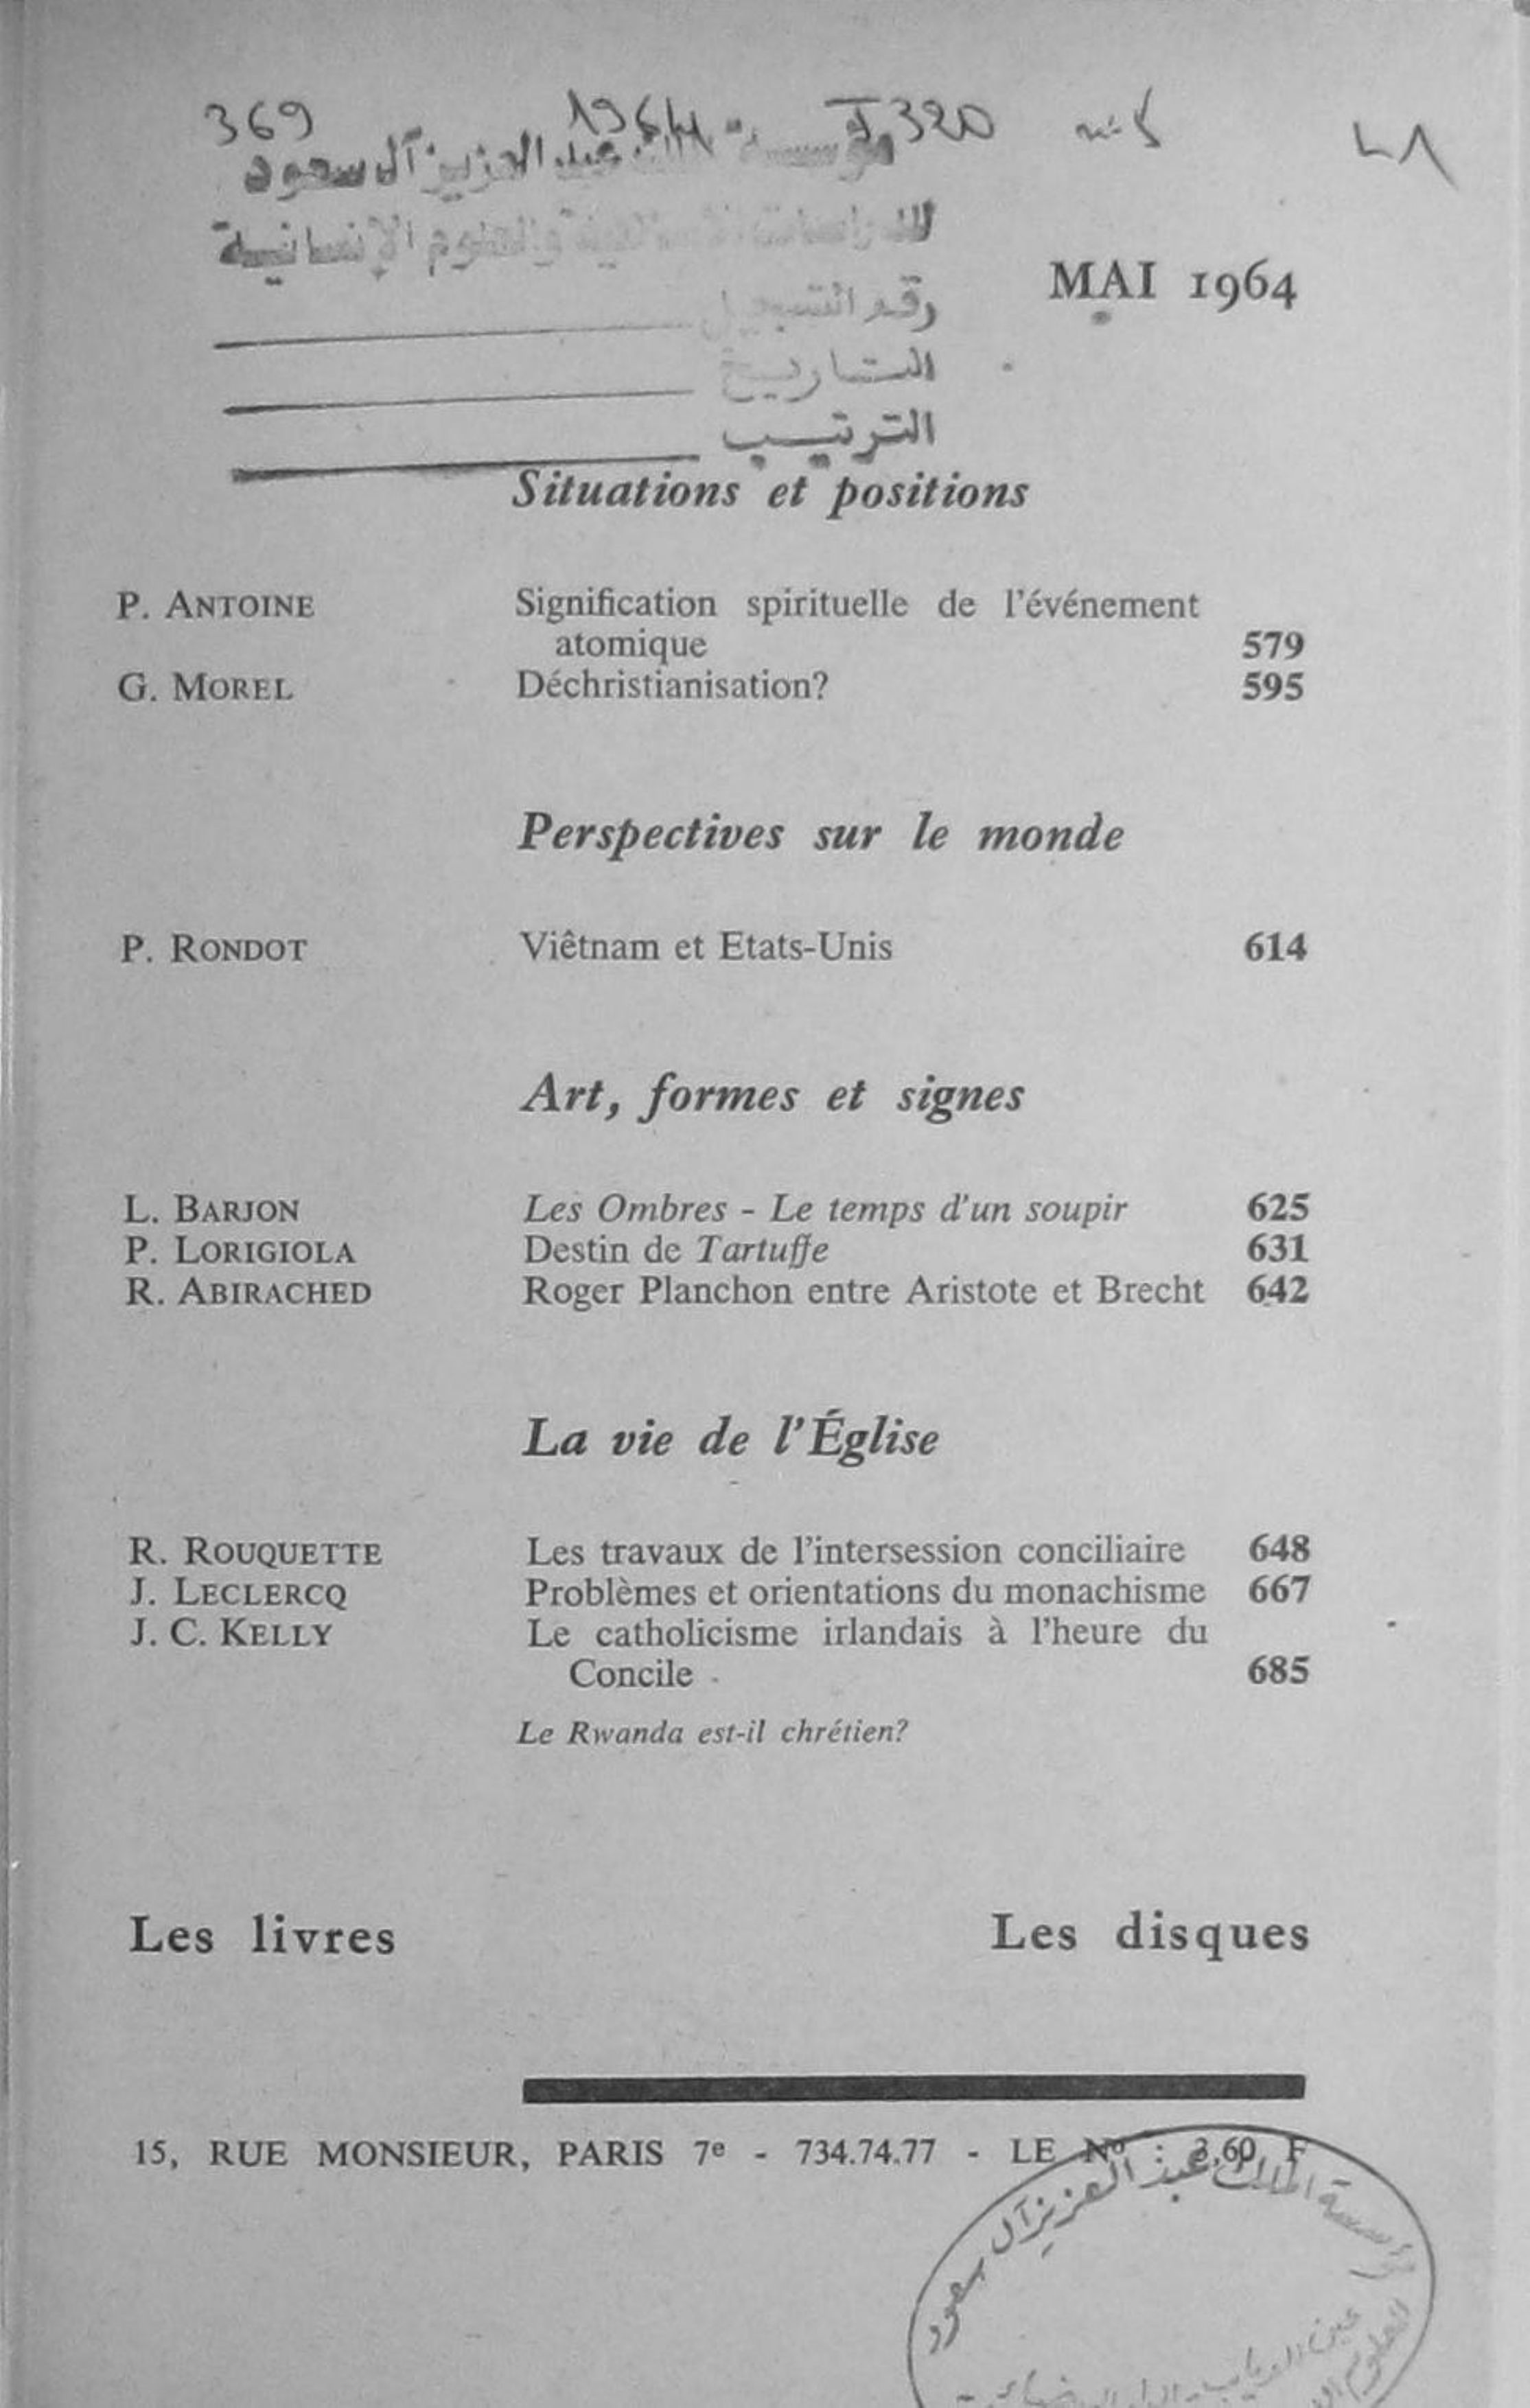 369 1964 I 320
مؤسسة الملك عبد العزيز آل سعود
للدراسات الإسلامية والعلوم الإنسانية
رقم التسجيل
التاريخ
الترتيب
MAI 1964
Situations et positions
P. ANTOINE Signification spirituelle de l'événement
atomique 579
G. MOREL Déchristianisation? 595
Perspectives sur le monde
P. RONDOT Viêtnam et Etats-Unis 614
Art, formes et signes
L. BARJON Les Ombres - Le temps d'un soupir 625
P. LORIGIOLA Destin de Tartuffe 631
R. ABIRACHED Roger Planchon entre Aristote et Brecht 642
La vie de l'Église
R. ROUQUETTE Les travaux de l'intersession conciliaire 648
J. LECLERCQ Problèmes et orientations du monachisme 667
J. C. KELLY Le catholicisme irlandais à l'heure du
Concile 685
Le Rwanda est-il chrétien?
Les livres Les disques
15, RUE MONSIEUR, PARIS 7e - 734.74.77 - LE No : 3,60 F
مؤسسة الملك عبد العزيز آل سعود